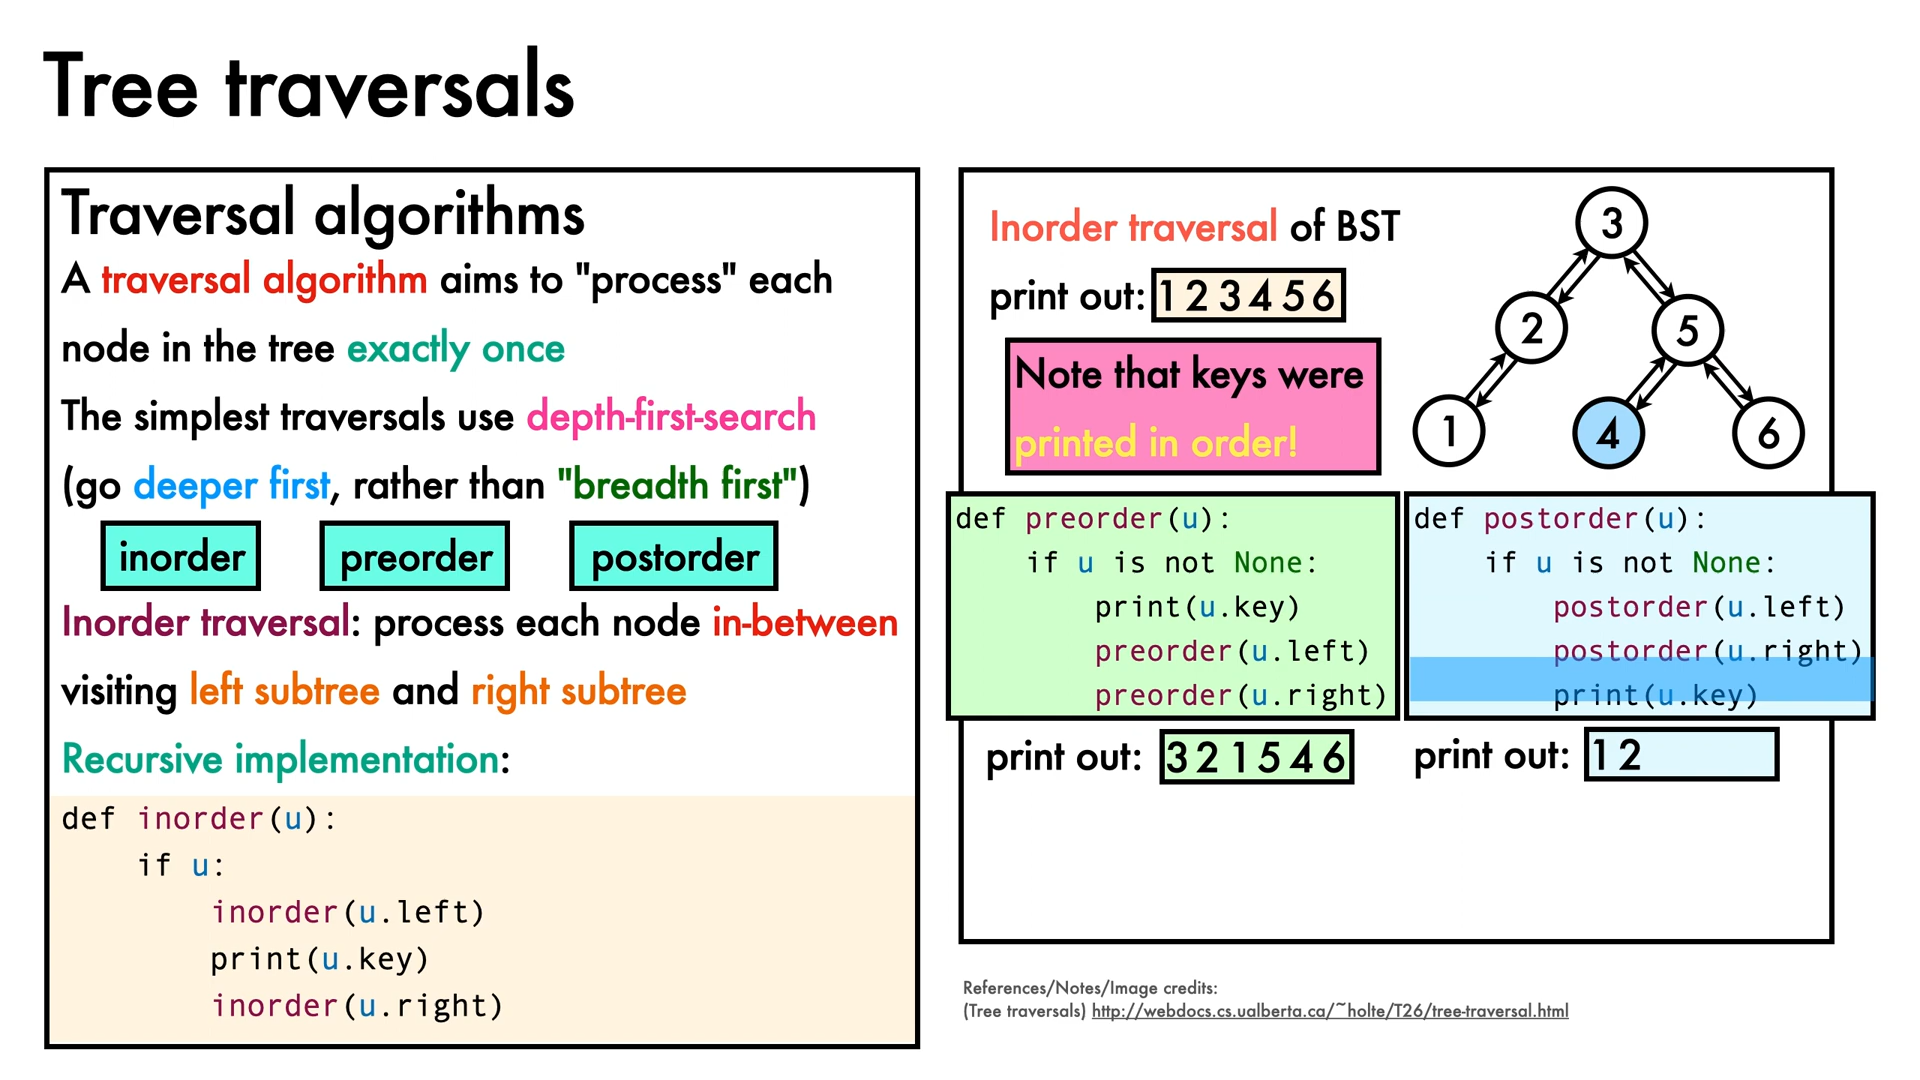 Tree traversals
Traversal algorithms
A traversal algorithm aims to "process" each
node in the tree exactly once
The simplest traversals use depth-first-search
(go deeper first, rather than "breadth first")
inorder preorder postorder
Inorder traversal: process each node in-between
visiting left subtree and right subtree
Recursive implementation:
def inorder(u):
    if u:
        inorder(u.left)
        print(u.key)
        inorder(u.right)
Inorder traversal of BST
print out: 1 2 3 4 5 6
Note that keys were
printed in order!
3
2 5
1 4 6
def preorder(u):
    if u is not None:
        print(u.key)
        preorder(u.left)
        preorder(u.right)
print out: 3 2 1 5 4 6
def postorder(u):
    if u is not None:
        postorder(u.left)
        postorder(u.right)
        print(u.key)
print out: 1 2
References/Notes/Image credits:
(Tree traversals) http://webdocs.cs.ualberta.ca/~holte/T26/tree-traversal.html